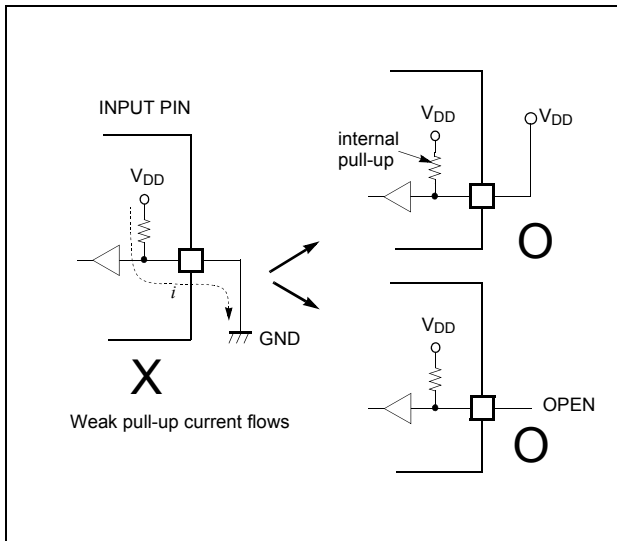 INPUT PIN
VDD
i
GND
X
Weak pull-up current flows
VDD
internal
pull-up
VDD
O
VDD
OPEN
O